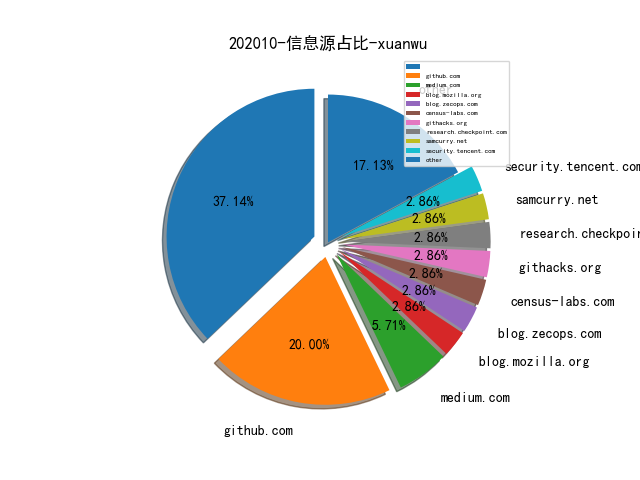 202010-信息源占比-xuanwu
github.com
medium.com
blog.mozilla.org
blog.zecops.com
census-labs.com
githacks.org
research.checkpoint.com
samcurry.net
security.tencent.com
other
other
37.14%
17.13%
security.tencent.com
2.86%
samcurry.net
2.86%
research.checkpoin
2.86%
githacks.org
2.86%
census-labs.com
2.86%
blog.zecops.com
2.86%
blog.mozilla.org
2.86%
medium.com
5.71%
github.com
20.00%